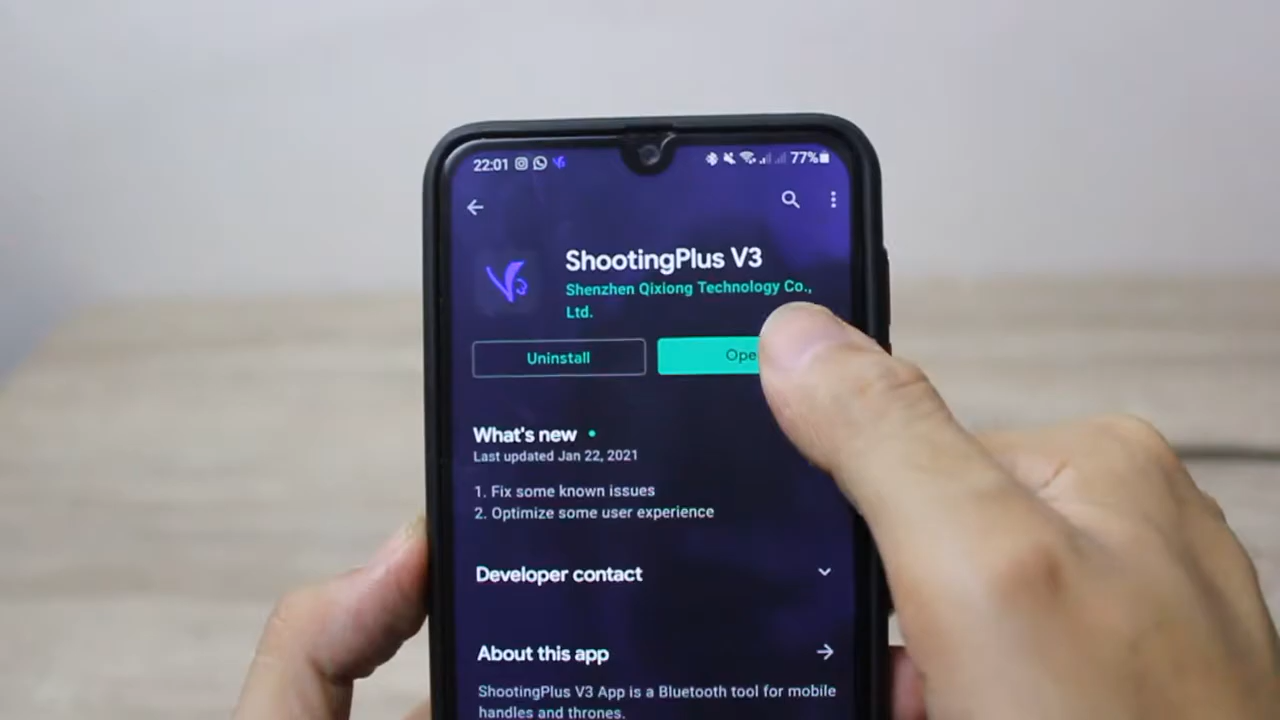 22:01 77%
ShootingPlus V3
Shenzhen Qixiong Technology Co.,
Ltd.
Uninstall Ope
What's new
Last updated Jan 22, 2021
1. Fix some known issues
2. Optimize some user experience
Developer contact
About this app
ShootingPlus V3 App is a Bluetooth tool for mobile
handles and thrones.